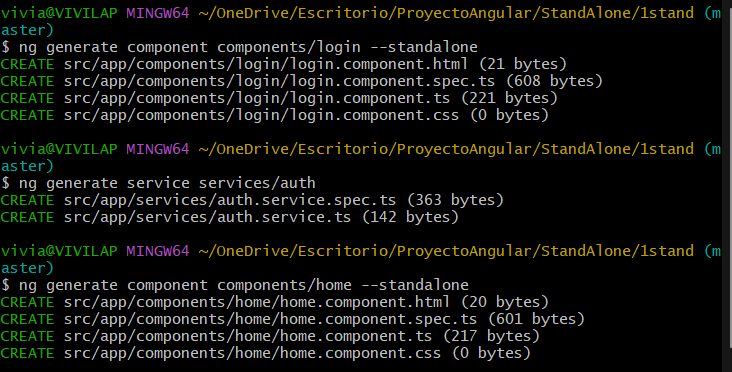 vivia@VIVILAP MINGW64 ~/OneDrive/Escritorio/ProyectoAngular/StandAlone/1stand (m
aster)
$ ng generate component components/login --standalone
CREATE src/app/components/login/login.component.html (21 bytes)
CREATE src/app/components/login/login.component.spec.ts (608 bytes)
CREATE src/app/components/login/login.component.ts (221 bytes)
CREATE src/app/components/login/login.component.css (0 bytes)
vivia@VIVILAP MINGW64 ~/OneDrive/Escritorio/ProyectoAngular/StandAlone/1stand (m
aster)
$ ng generate service services/auth
CREATE src/app/services/auth.service.spec.ts (363 bytes)
CREATE src/app/services/auth.service.ts (142 bytes)
vivia@VIVILAP MINGW64 ~/OneDrive/Escritorio/ProyectoAngular/StandAlone/1stand (m
aster)
$ ng generate component components/home --standalone
CREATE src/app/components/home/home.component.html (20 bytes)
CREATE src/app/components/home/home.component.spec.ts (601 bytes)
CREATE src/app/components/home/home.component.ts (217 bytes)
CREATE src/app/components/home/home.component.css (0 bytes)